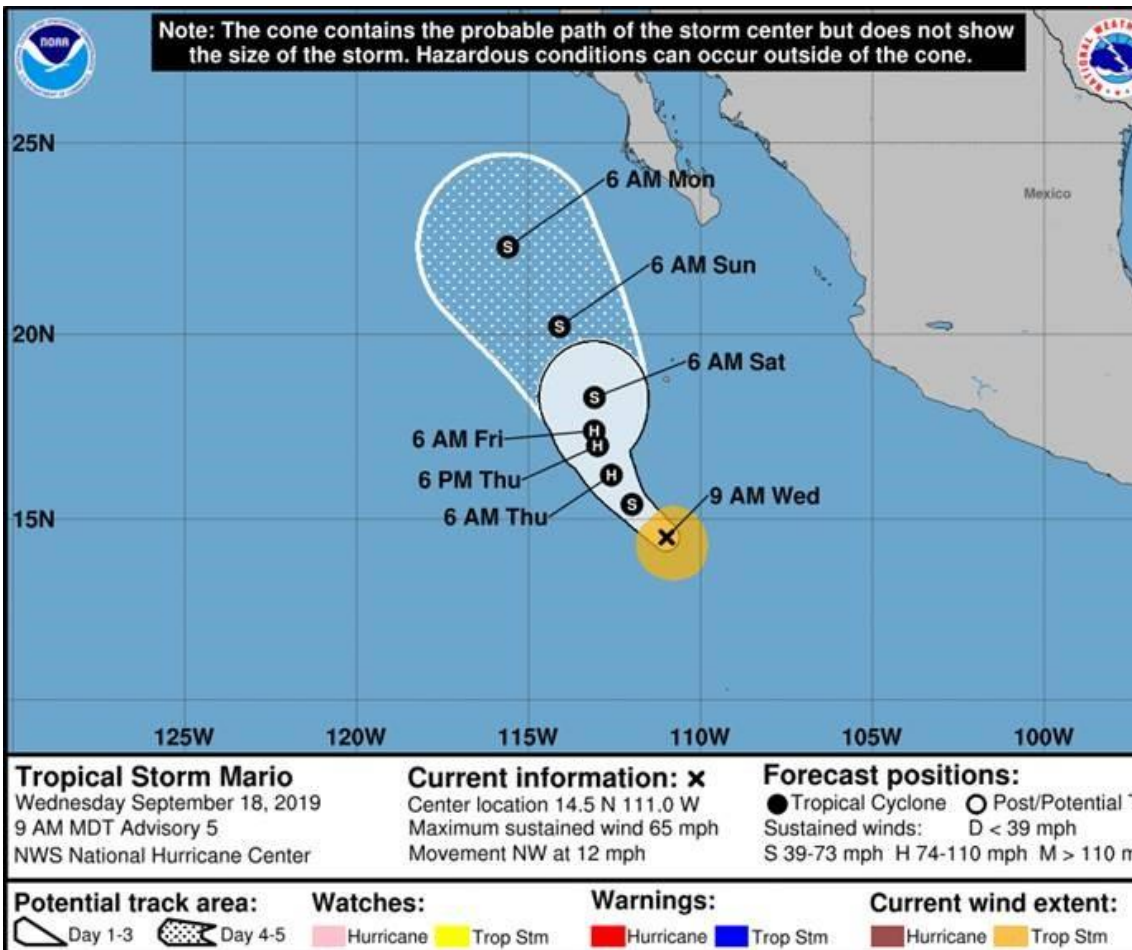 Note: The cone contains the probable path of the storm center but does not show
the size of the storm. Hazardous conditions can occur outside of the cone.
NOAA
NATIONAL WEATH
25N
6 AM Mon
Mexico
6 AM Sun
20N
6 AM Sat
6 AM Fri
6 PM Thu
6 AM Thu
9 AM Wed
15N
S
S
S
H
H
H
S
125W 120W 115W 110W 105W 100W
Tropical Storm Mario
Wednesday September 18, 2019
9 AM MDT Advisory 5
NWS National Hurricane Center
Current information: ×
Center location 14.5 N 111.0 W
Maximum sustained wind 65 mph
Movement NW at 12 mph
Forecast positions:
Tropical Cyclone Post/Potential T
Sustained winds: D < 39 mph
S 39-73 mph H 74-110 mph M > 110 m
Potential track area:
Day 1-3 Day 4-5
Watches:
Hurricane Trop Stm
Warnings:
Hurricane Trop Stm
Current wind extent:
Hurricane Trop Stm